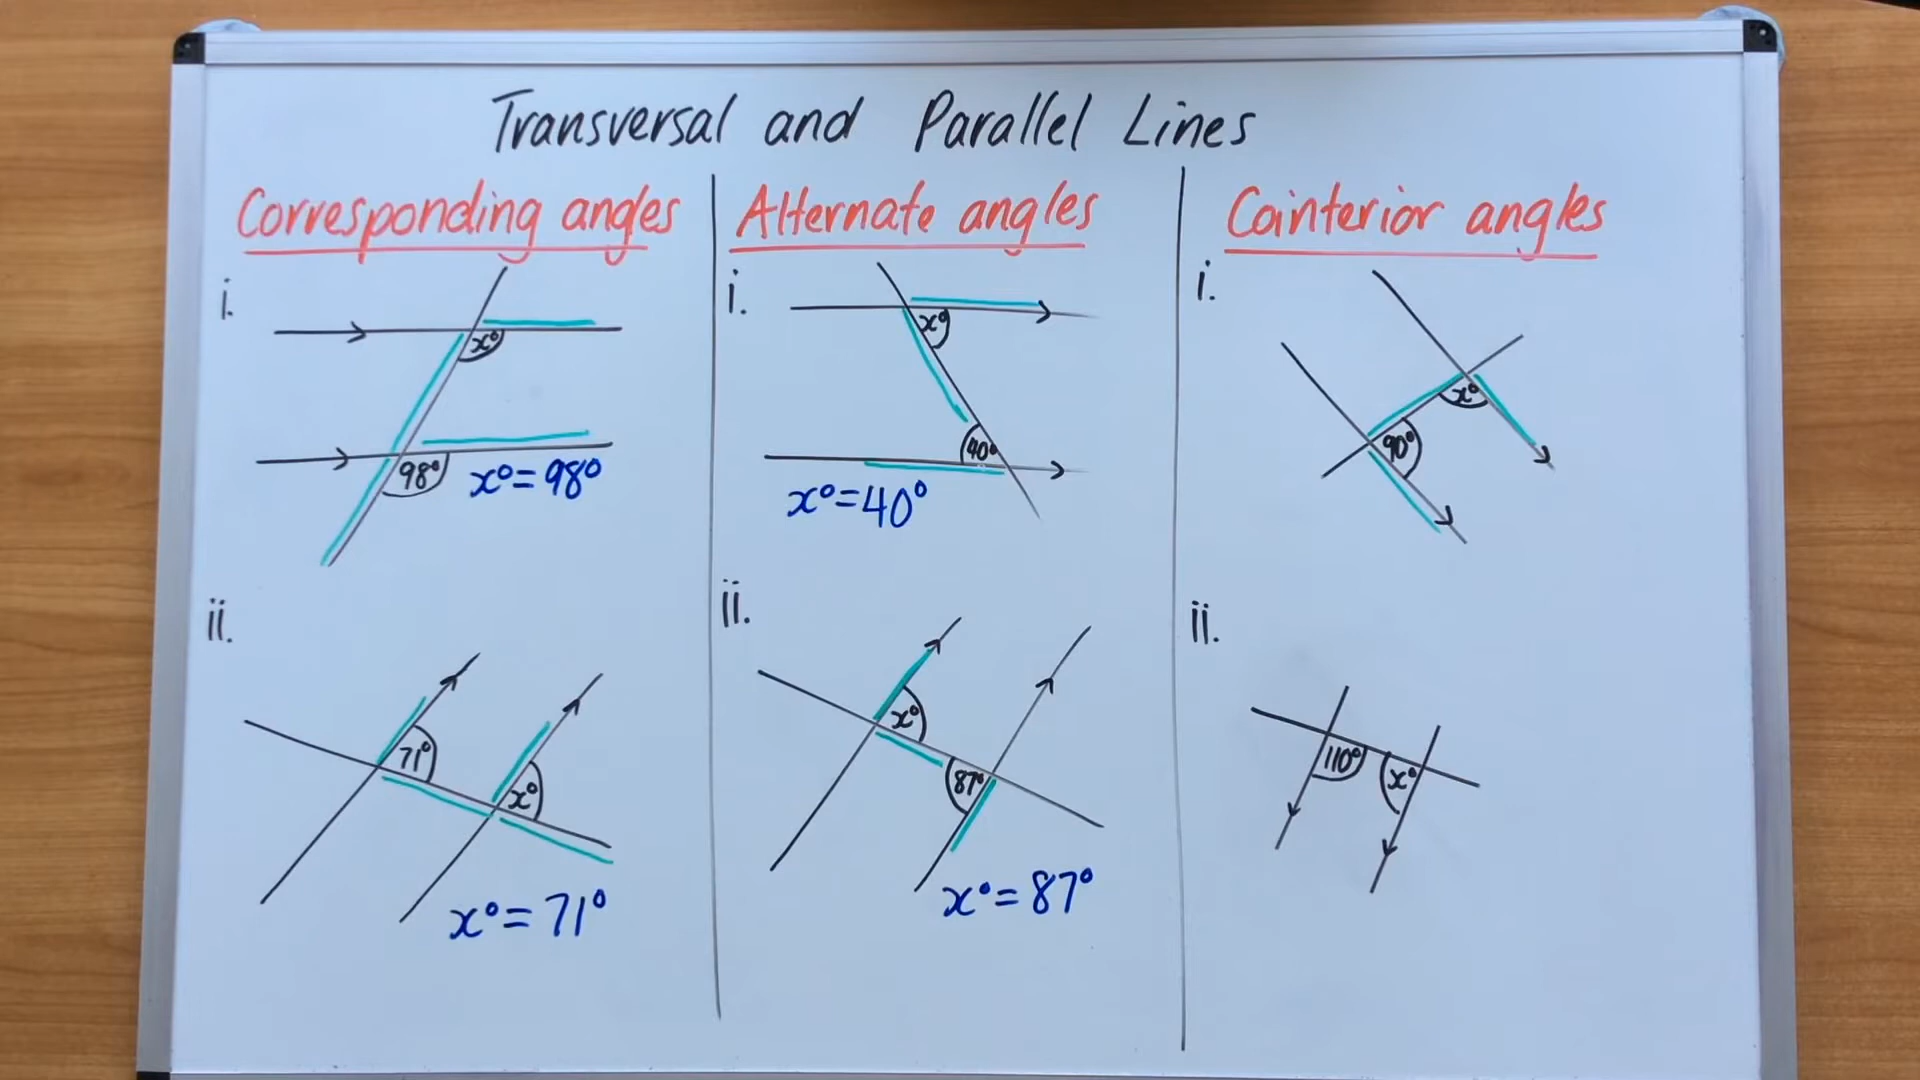 Transversal and Parallel Lines
Corresponding angles
i.
x°
98°
x°=98°
ii.
71°
x°
x°=71°
Alternate angles
i.
x°
40°
x°=40°
ii.
x°
87°
x°=87°
Cointerior angles
i.
x°
90°
ii.
110°
x°